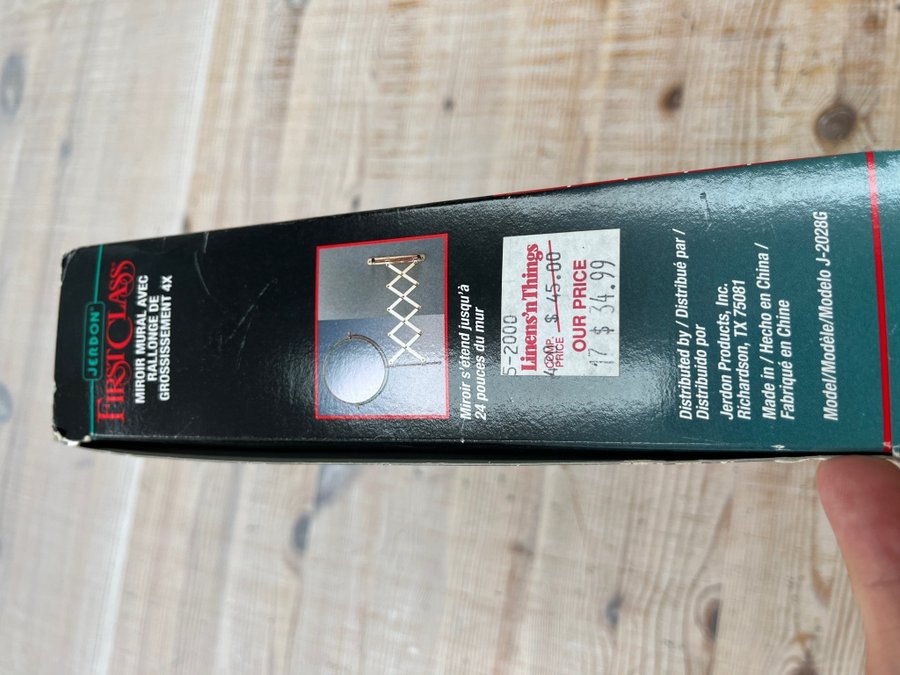 JERDON®
FIRST CLASS
MIROIR MURAL AVEC
RALLONGE DE
GROSSISSEMENT 4X
Miroir s'étend jusqu'à
24 pouces du mur
5-2000
Linens 'n Things
COMP.
PRICE $ 45.00
OUR PRICE
17 $ 34.99
Distributed by / Distribué par /
Distribuido por
Jerdon Products, Inc.
Richardson, TX 75081
Made in / Hecho en China /
Fabriqué en Chine
Model/Modèle/Modelo J-2028G